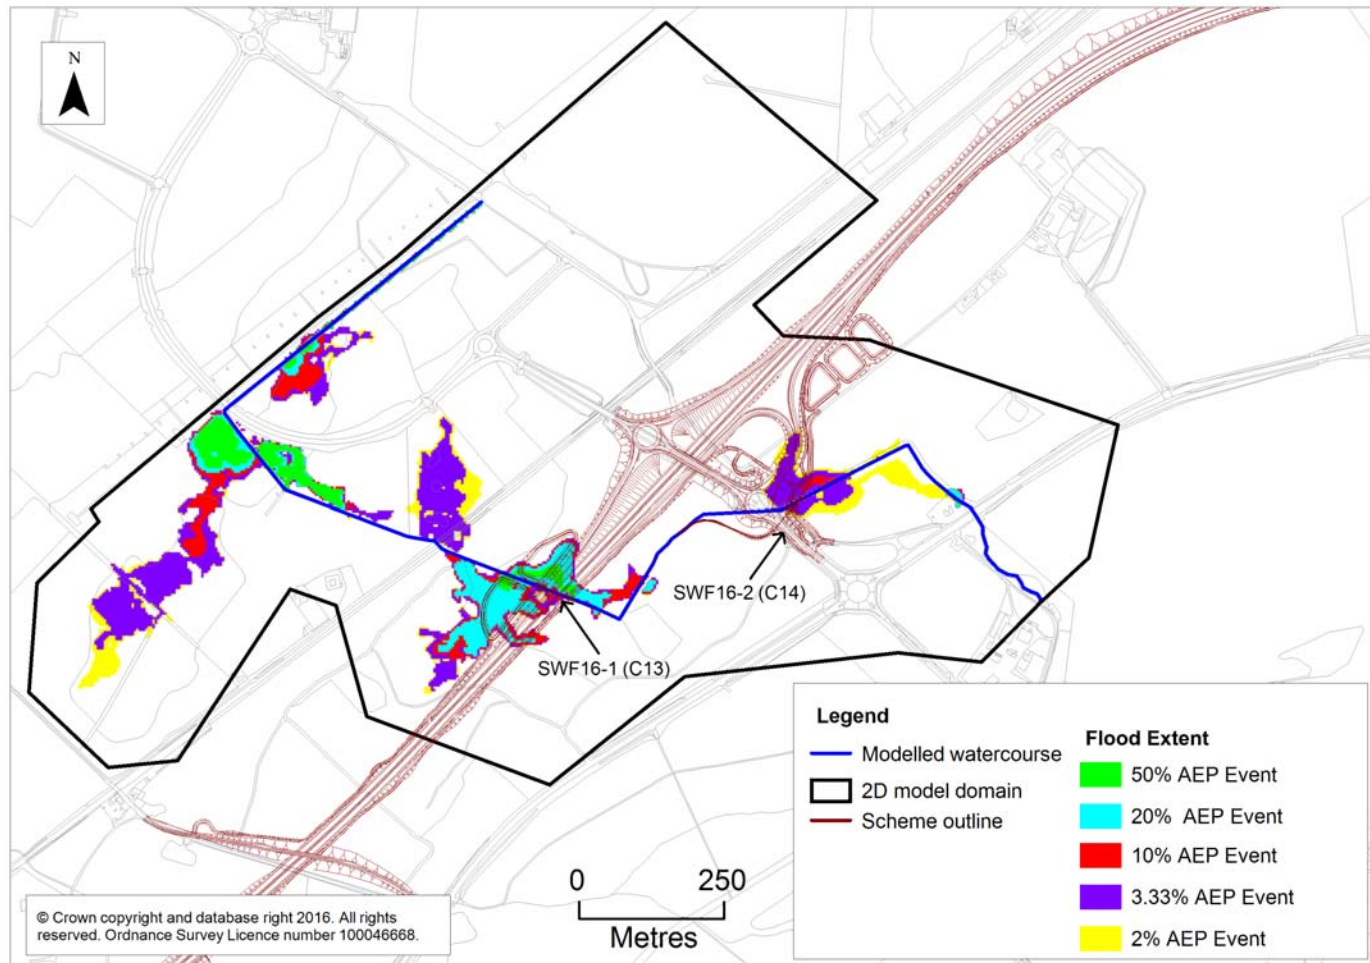 N
SWF16-2 (C14)
SWF16-1 (C13)
Legend
Modelled watercourse
2D model domain
Scheme outline
Flood Extent
50% AEP Event
20% AEP Event
10% AEP Event
3.33% AEP Event
2% AEP Event
0 250
Metres
© Crown copyright and database right 2016. All rights
reserved. Ordnance Survey Licence number 100046668.